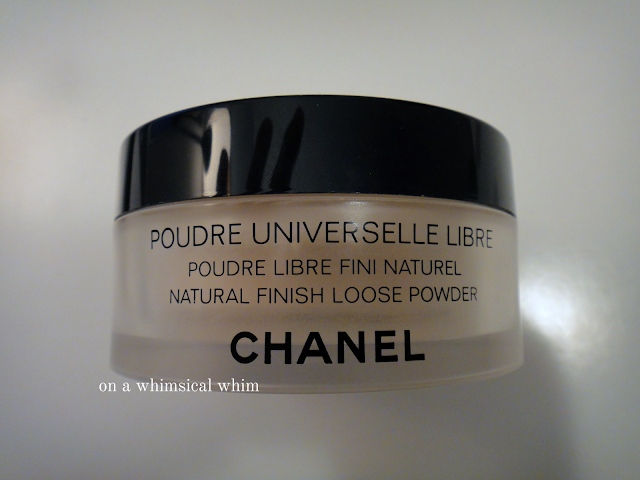 POUDRE UNIVERSELLE LIBRE
POUDRE LIBRE FINI NATUREL
NATURAL FINISH LOOSE POWDER
CHANEL
on a whimsical whim